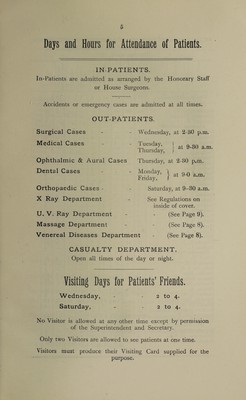 3
Days and Hours for Attendance of Patients.
IN-PATIENTS.
In-Patients are admitted as arranged by the Honorary Staff
or House Surgeons.
Accidents or emergency cases are admitted at all times.
OUT-PATIENTS.
Surgical Cases - Wednesday, at 2-30 p.m.
Medical Cases - Tuesday, Thursday, } at 9-30 a.m.
Ophthalmic & Aural Cases Thursday, at 2-30 p.m.
Dental Cases - Monday, Friday, } at 9-0 a.m.
Orthopaedic Cases - Saturday, at 9-30 a.m.
X Ray Department - See Regulations on
inside of cover.
U. V. Ray Department - (See Page 9).
Massage Department (See Page 8).
Venereal Diseases Department - (See Page 8).
CASUALTY DEPARTMENT.
Open all times of the day or night.
Visiting Days for Patients' Friends.
Wednesday, - - 2 to 4.
Saturday, - - 2 to 4.
No Visitor is allowed at any other time except by permission
of the Superintendent and Secretary.
Only two Visitors are allowed to see patients at one time.
Visitors must produce their Visiting Card supplied for the
purpose.